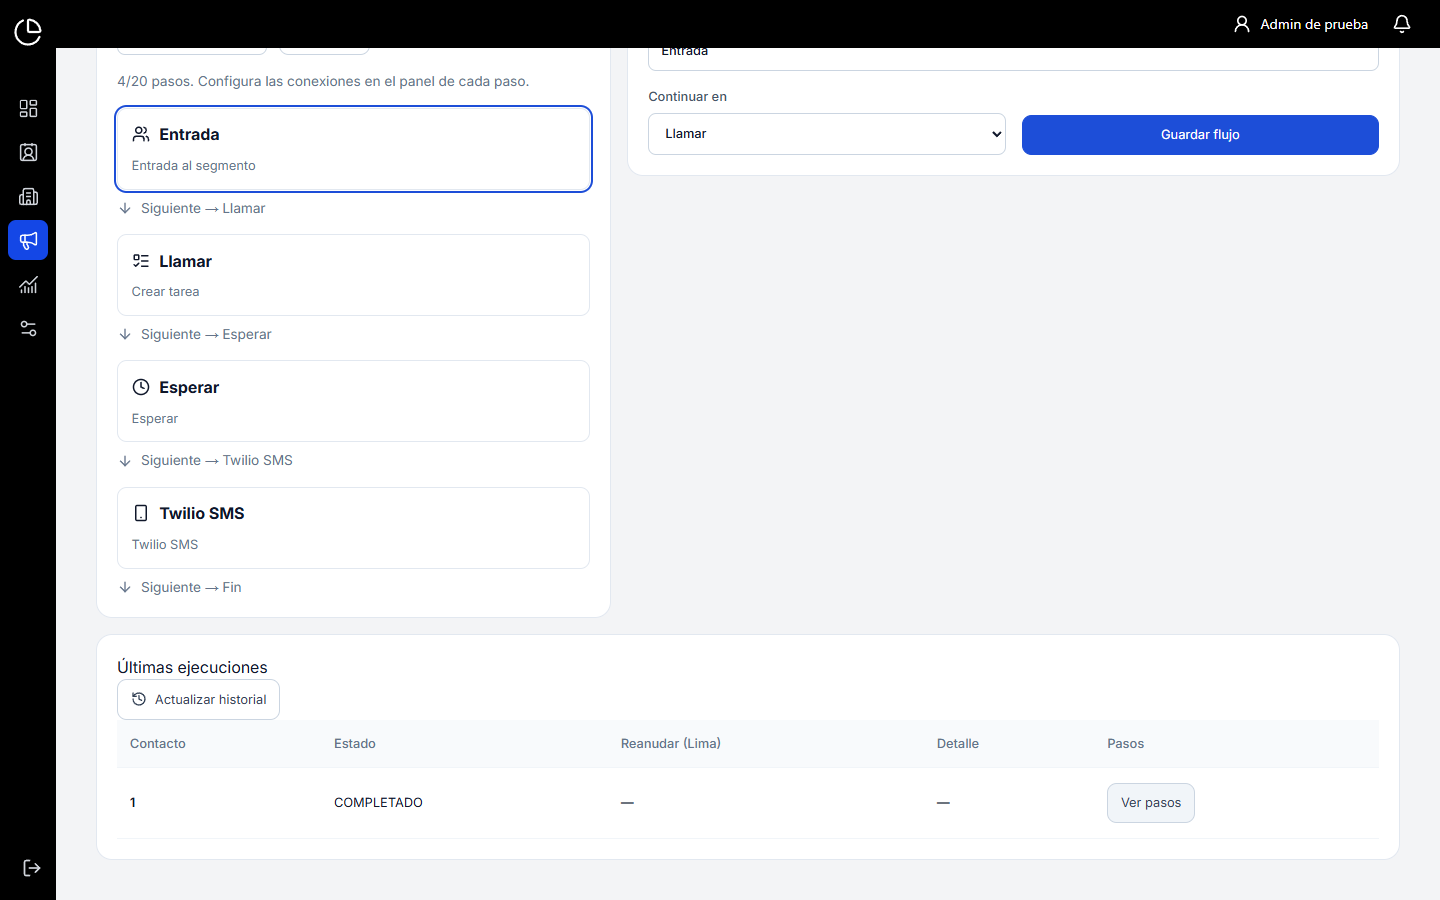 Admin de prueba
4/20 pasos. Configura las conexiones en el panel de cada paso.
Entrada
Entrada al segmento
↓ Siguiente → Llamar
Llamar
Crear tarea
↓ Siguiente → Esperar
Esperar
Esperar
↓ Siguiente → Twilio SMS
Twilio SMS
Twilio SMS
↓ Siguiente → Fin
Entrada
Continuar en
Llamar
Guardar flujo
Últimas ejecuciones
Actualizar historial
Contacto Estado Reanudar (Lima) Detalle Pasos
1 COMPLETADO — — Ver pasos